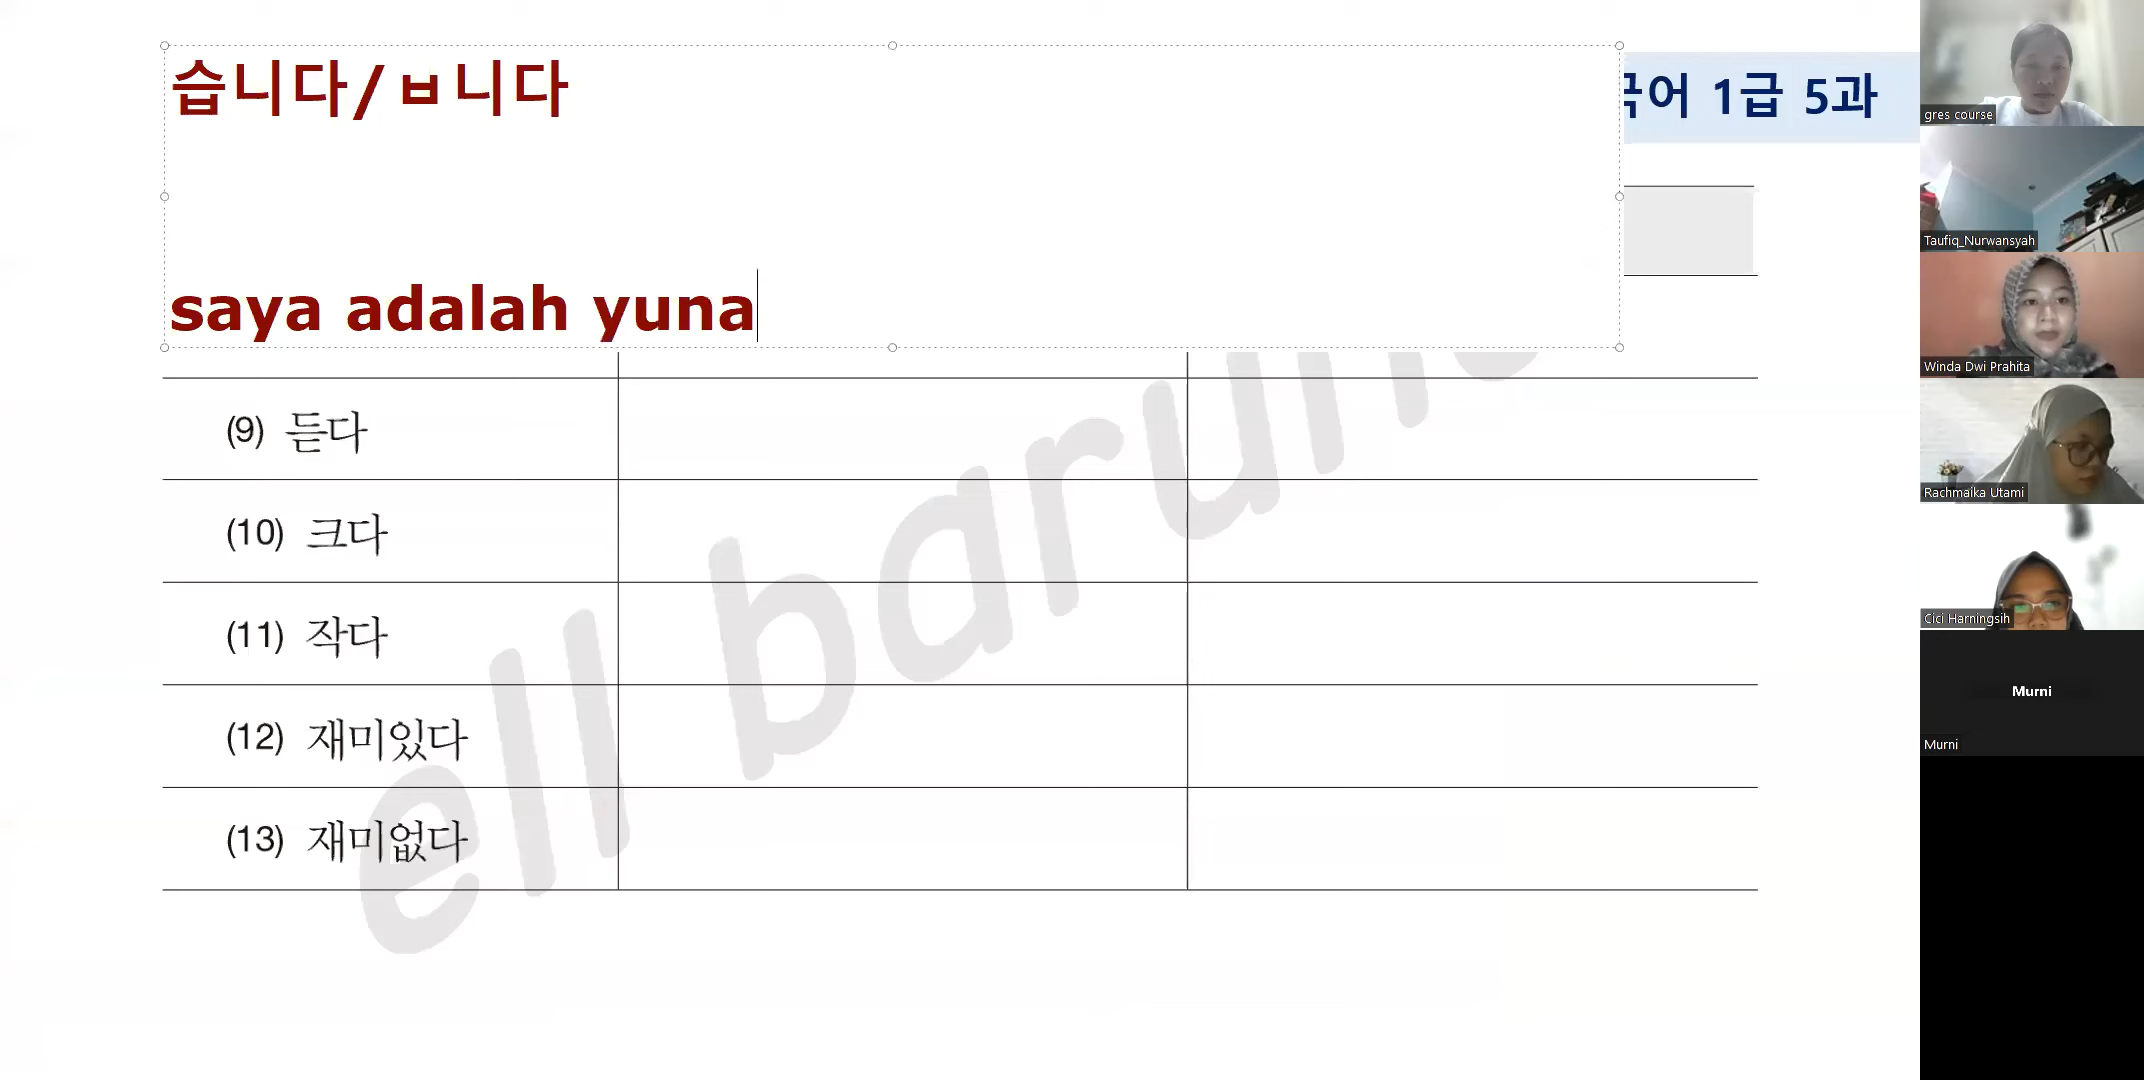 습니다/ㅂ니다
국어 1급 5과
saya adalah yuna
(9) 듣다
(10) 크다
(11) 작다
(12) 재미있다
(13) 재미없다
ell baruno
gres course
Taufiq_Nurwansyah
Winda Dwi Prahita
Rachmaika Utami
Cici Harningsih
Murni
Murni